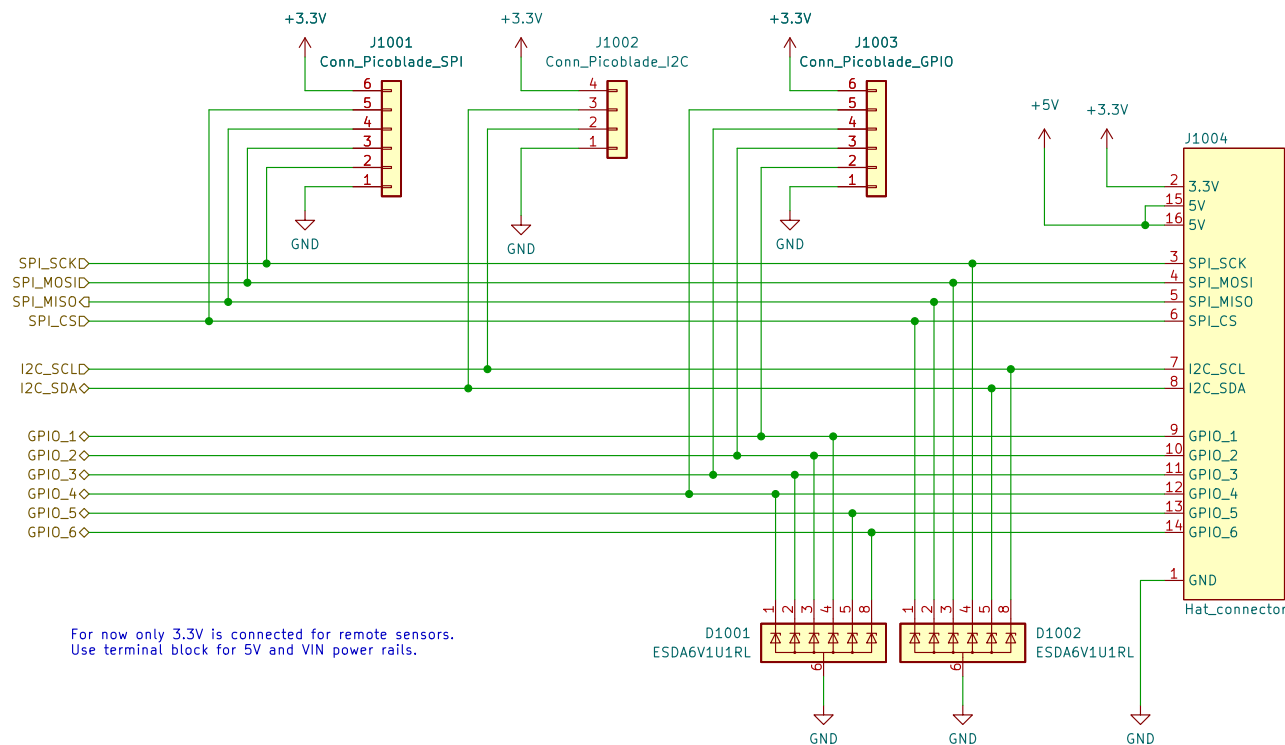 +3.3V
+3.3V
+3.3V
J1001
Conn_Picoblade_SPI
6
5
4
3
2
1
GND
J1002
Conn_Picoblade_I2C
4
3
2
1
GND
J1003
Conn_Picoblade_GPIO
6
5
4
3
2
1
GND
+5V
+3.3V
J1004
2 3.3V
15 5V
16 5V
SPI_SCK
3 SPI_SCK
SPI_MOSI
4 SPI_MOSI
SPI_MISO
5 SPI_MISO
SPI_CS
6 SPI_CS
I2C_SCL
7 I2C_SCL
I2C_SDA
8 I2C_SDA
GPIO_1
9 GPIO_1
GPIO_2
10 GPIO_2
GPIO_3
11 GPIO_3
GPIO_4
12 GPIO_4
GPIO_5
13 GPIO_5
GPIO_6
14 GPIO_6
1 GND
Hat_connector
For now only 3.3V is connected for remote sensors.
Use terminal block for 5V and VIN power rails.
D1001
ESDA6V1U1RL
1 2 3 4 5 8
6
GND
1 2 3 4 5 8
D1002
ESDA6V1U1RL
6
GND
GND